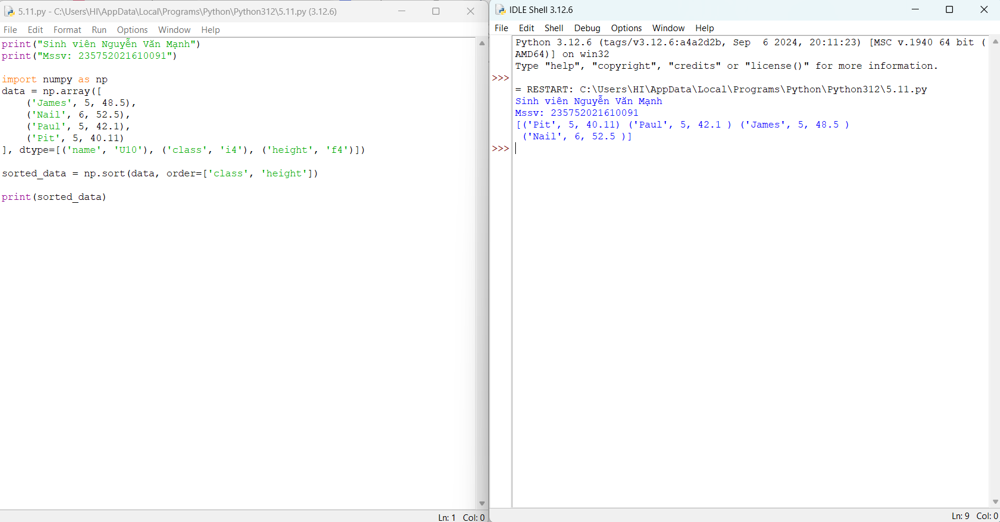 5.11.py - C:\Users\HI\AppData\Local\Programs\Python\Python312\5.11.py (3.12.6)
File Edit Format Run Options Window Help
print("Sinh viên Nguyễn Văn Mạnh")
print("Mssv: 235752021610091")
import numpy as np
data = np.array([
    ('James', 5, 48.5),
    ('Nail', 6, 52.5),
    ('Paul', 5, 42.1),
    ('Pit', 5, 40.11)
], dtype=[('name', 'U10'), ('class', 'i4'), ('height', 'f4')])
sorted_data = np.sort(data, order=['class', 'height'])
print(sorted_data)
Ln: 1 Col: 0
IDLE Shell 3.12.6
File Edit Shell Debug Options Window Help
Python 3.12.6 (tags/v3.12.6:a4a2d2b, Sep  6 2024, 20:11:23) [MSC v.1940 64 bit (
AMD64)] on win32
Type "help", "copyright", "credits" or "license()" for more information.
>>>
= RESTART: C:\Users\HI\AppData\Local\Programs\Python\Python312\5.11.py
Sinh viên Nguyễn Văn Mạnh
Mssv: 235752021610091
[('Pit', 5, 40.11) ('Paul', 5, 42.1 ) ('James', 5, 48.5 )
 ('Nail', 6, 52.5 )]
>>>
Ln: 9 Col: 0